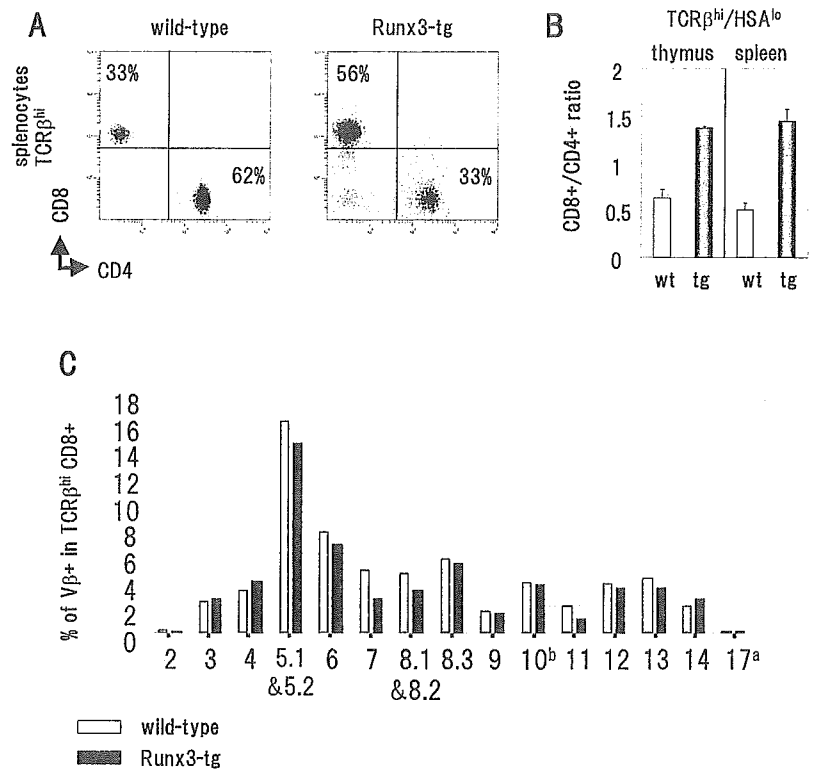 A
wild-type
Runx3-tg
splenocytes
TCRβhi
33%
62%
56%
33%
CD8
CD4
B
TCRβhi/HSAlo
thymus spleen
CD8+/CD4+ ratio
2
1.5
1
0.5
0
wt tg wt tg
C
% of Vβ+ in TCRβhi CD8+
18
16
14
12
10
8
6
4
2
0
2 3 4 5.1 6 7 8.1 8.3 9 10b 11 12 13 14 17a
&5.2 &8.2
wild-type
Runx3-tg